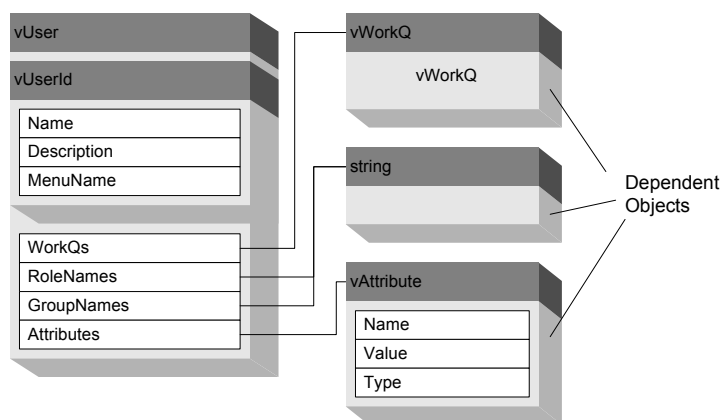 vUser
vUserId
Name
Description
MenuName
WorkQs
RoleNames
GroupNames
Attributes
vWorkQ
vWorkQ
string
vAttribute
Name
Value
Type
Dependent
Objects